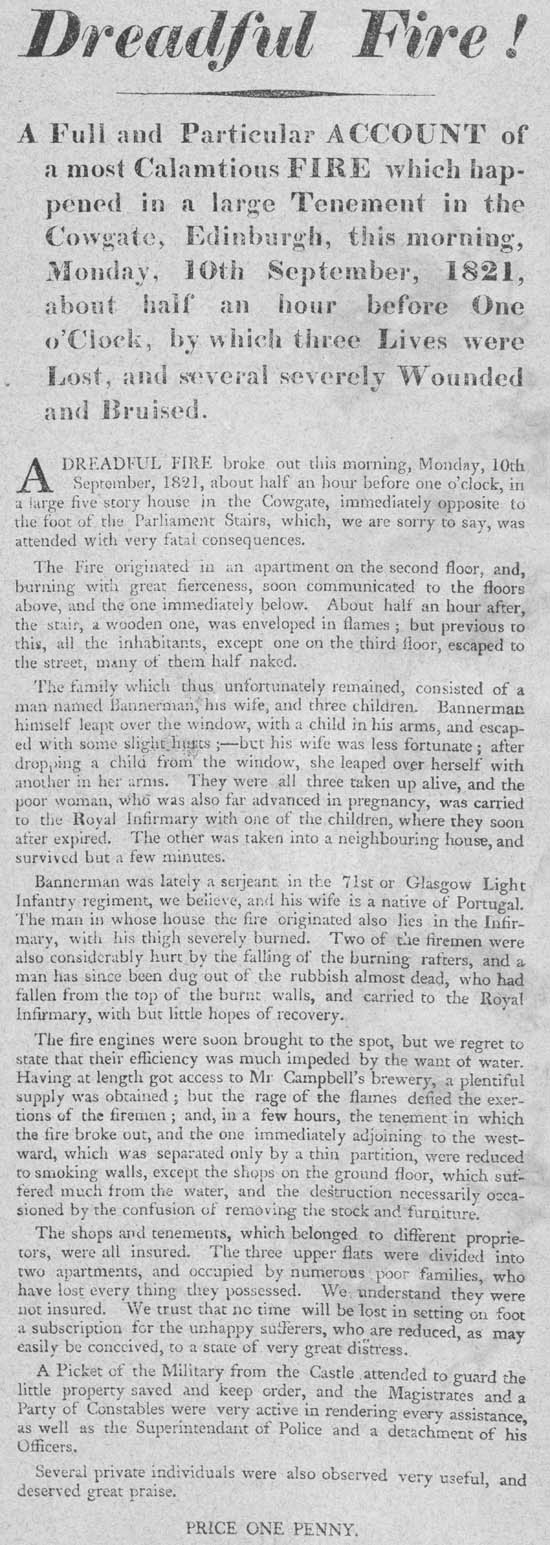 Dreadful Fire!
A Full and Particular ACCOUNT of
a most Calamtious FIRE which hap-
pened in a large Tenement in the
Cowgate, Edinburgh, this morning,
Monday, 10th September, 1821,
about half an hour before One
o'Clock, by which three Lives were
Lost, and several severely Wounded
and Bruised.
A DREADFUL FIRE broke out this morning, Monday, 10th
September, 1821, about half an hour before one o'clock, in
a large five story house in the Cowgate, immediately opposite to
the foot of the Parliament Stairs, which, we are sorry to say, was
attended with very fatal consequences.
The Fire originated in an apartment on the second floor, and,
burning with great fierceness, soon communicated to the floors
above, and the one immediately below. About half an hour after,
the stair, a wooden one, was enveloped in flames; but previous to
this, all the inhabitants, except one on the third floor, escaped to
the street, many of them half naked.
The family which thus unfortunately remained, consisted of a
man named Bannerman, his wife, and three children. Bannerman
himself leapt over the window, with a child in his arms, and escap-
ed with some slight hurts;—but his wife was less fortunate; after
dropping a child from the window, she leaped over herself with
another in her arms. They were all three taken up alive, and the
poor woman, who was also far advanced in pregnancy, was carried
to the Royal Infirmary with one of the children, where they soon
after expired. The other was taken into a neighbouring house, and
survived but a few minutes.
Bannerman was lately a serjeant in the 71st or Glasgow Light
Infantry regiment, we believe, and his wife is a native of Portugal.
The man in whose house the fire originated also lies in the Infir-
mary, with his thigh severely burned. Two of the firemen were
also considerably hurt by the falling of the burning rafters, and a
man has since been dug out of the rubbish almost dead, who had
fallen from the top of the burnt walls, and carried to the Royal
Infirmary, with but little hopes of recovery.
The fire engines were soon brought to the spot, but we regret to
state that their efficiency was much impeded by the want of water.
Having at length got access to Mr Campbell's brewery, a plentiful
supply was obtained; but the rage of the flames defied the exer-
tions of the firemen; and, in a few hours, the tenement in which
the fire broke out, and the one immediately adjoining to the west-
ward, which was separated only by a thin partition, were reduced
to smoking walls, except the shops on the ground floor, which suf-
fered much from the water, and the destruction necessarily occa-
sioned by the confusion of removing the stock and furniture.
The shops and tenements, which belonged to different proprie-
tors, were all insured. The three upper flats were divided into
two apartments, and occupied by numerous poor families, who
have lost every thing they possessed. We understand they were
not insured. We trust that no time will be lost in setting on foot
a subscription for the unhappy sufferers, who are reduced, as may
easily be conceived, to a state of very great distress.
A Picket of the Military from the Castle attended to guard the
little property saved and keep order, and the Magistrates and a
Party of Constables were very active in rendering every assistance,
as well as the Superintendant of Police and a detachment of his
Officers.
Several private individuals were also observed very useful, and
deserved great praise.
PRICE ONE PENNY.